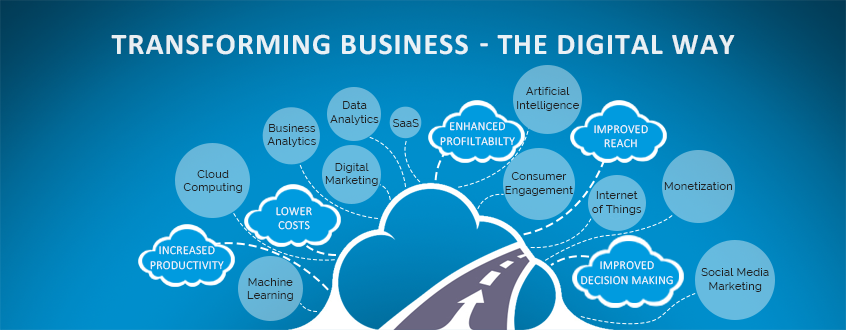 TRANSFORMING BUSINESS - THE DIGITAL WAY
Artificial
Intelligence
Data
Analytics
SaaS
Business
Analytics
ENHANCED
PROFILTABILTY
IMPROVED
REACH
Cloud
Computing
Digital
Marketing
Consumer
Engagement
Internet
of Things
Monetization
LOWER
COSTS
INCREASED
PRODUCTIVITY
Machine
Learning
IMPROVED
DECISION MAKING
Social Media
Marketing